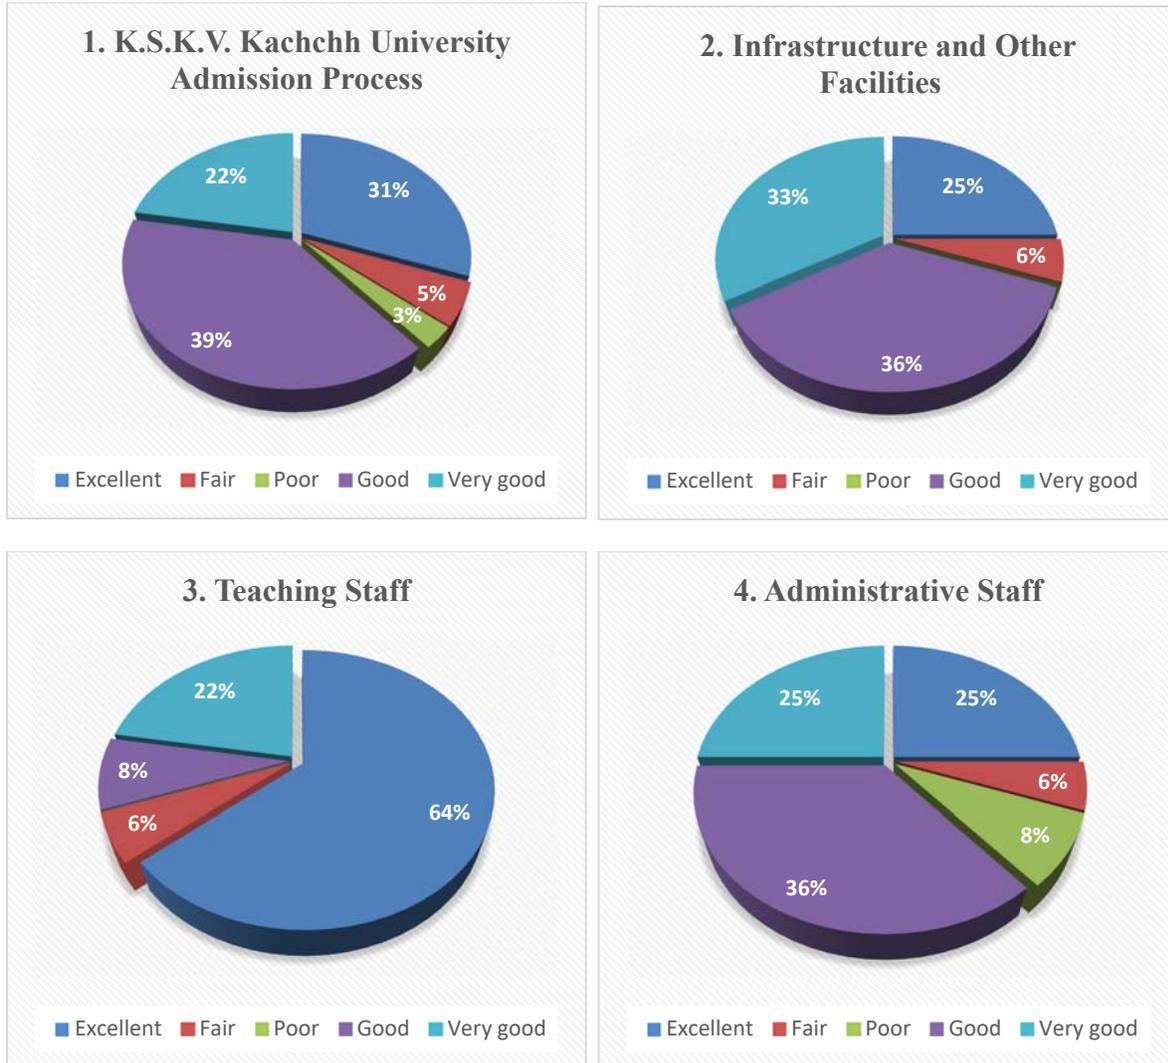 1. K.S.K.V. Kachchh University
Admission Process
22%
31%
5%
3%
39%
Excellent Fair Poor Good Very good
2. Infrastructure and Other
Facilities
33%
25%
6%
36%
Excellent Fair Poor Good Very good
3. Teaching Staff
22%
8%
6%
64%
Excellent Fair Poor Good Very good
4. Administrative Staff
25%
25%
6%
8%
36%
Excellent Fair Poor Good Very good